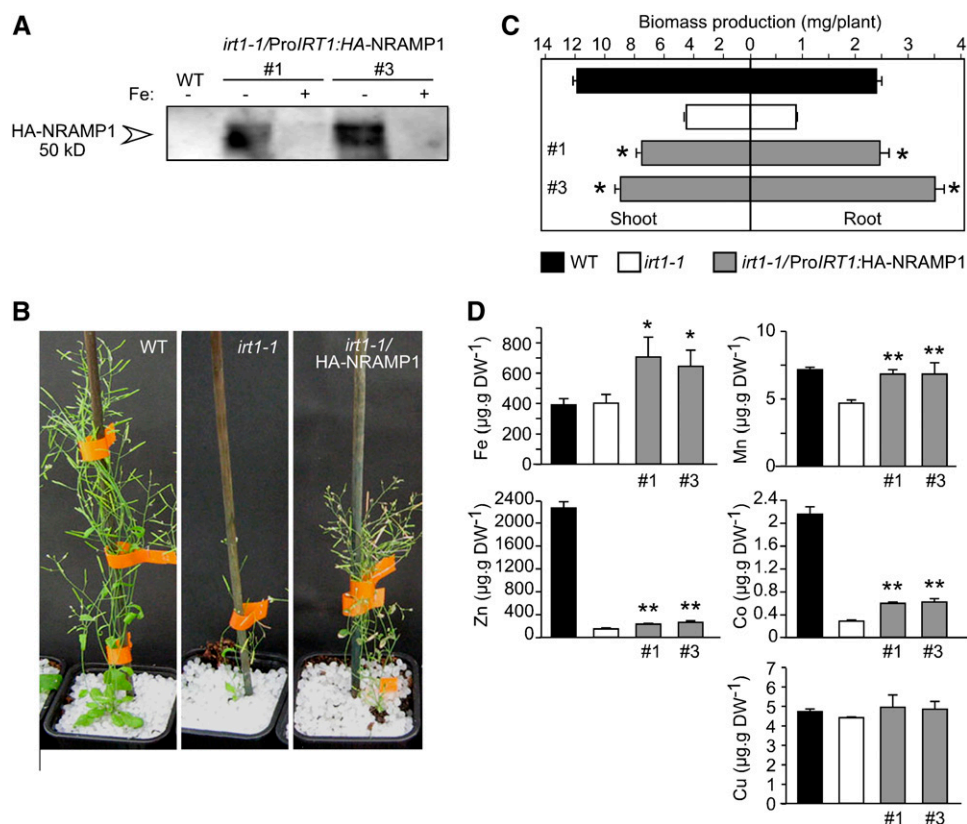 A
irt1-1/ProIRT1:HA-NRAMP1
WT #1 #3
Fe: - - + - +
HA-NRAMP1
50 kD
B
WT
irt1-1
irt1-1/
HA-NRAMP1
C
Biomass production (mg/plant)
14 12 10 8 6 4 2 0 1 2 3 4
#1 * *
#3 * *
Shoot Root
WT irt1-1 irt1-1/ProIRT1:HA-NRAMP1
D
Fe (µg.g DW⁻¹)
800
600
400
200
0
* *
#1 #3
Mn (µg.g DW⁻¹)
10
5
0
** **
#1 #3
Zn (µg.g DW⁻¹)
2400
2000
1600
1200
800
400
0
** **
#1 #3
Co (µg.g DW⁻¹)
2.4
1.8
1.2
0.6
0
** **
#1 #3
Cu (µg.g DW⁻¹)
7
6
5
4
3
2
1
0
#1 #3